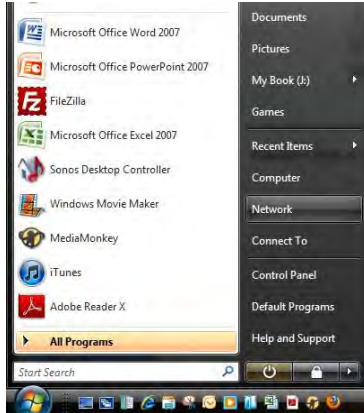 Microsoft Office Word 2007
Microsoft Office PowerPoint 2007
FileZilla
Microsoft Office Excel 2007
Sonos Desktop Controller
Windows Movie Maker
MediaMonkey
iTunes
Adobe Reader X
All Programs
Start Search
Documents
Pictures
My Book (J:)
Games
Recent Items
Computer
Network
Connect To
Control Panel
Default Programs
Help and Support